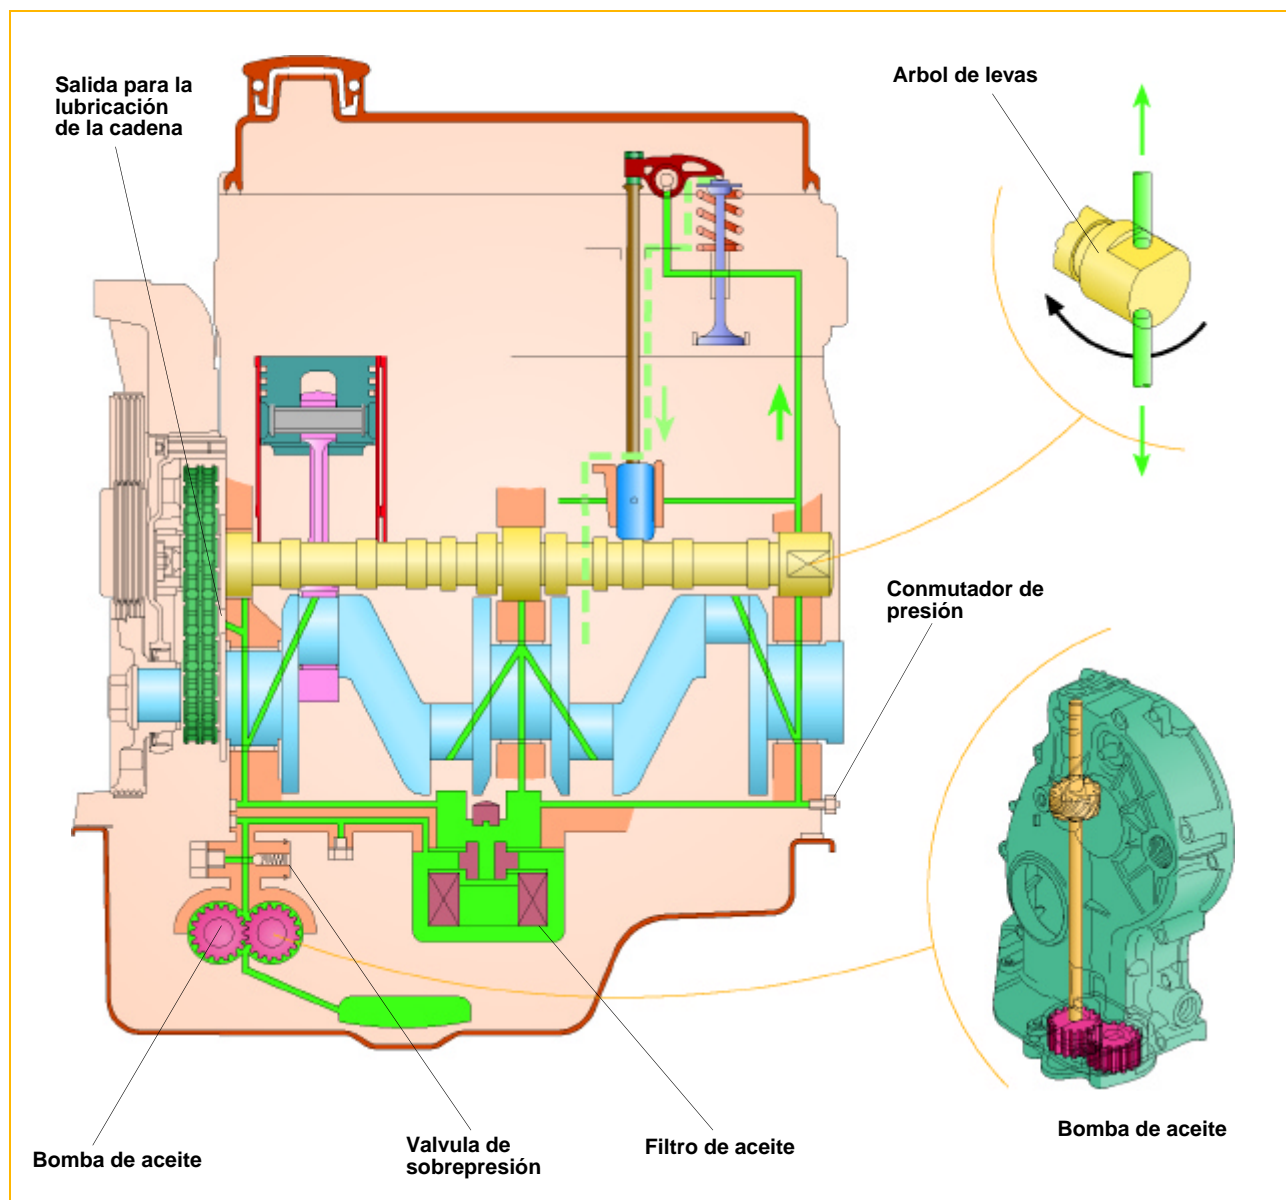 Salida para la
lubricación
de la cadena
Arbol de levas
Conmutador de
presión
Bomba de aceite
Valvula de
sobrepresión
Filtro de aceite
Bomba de aceite